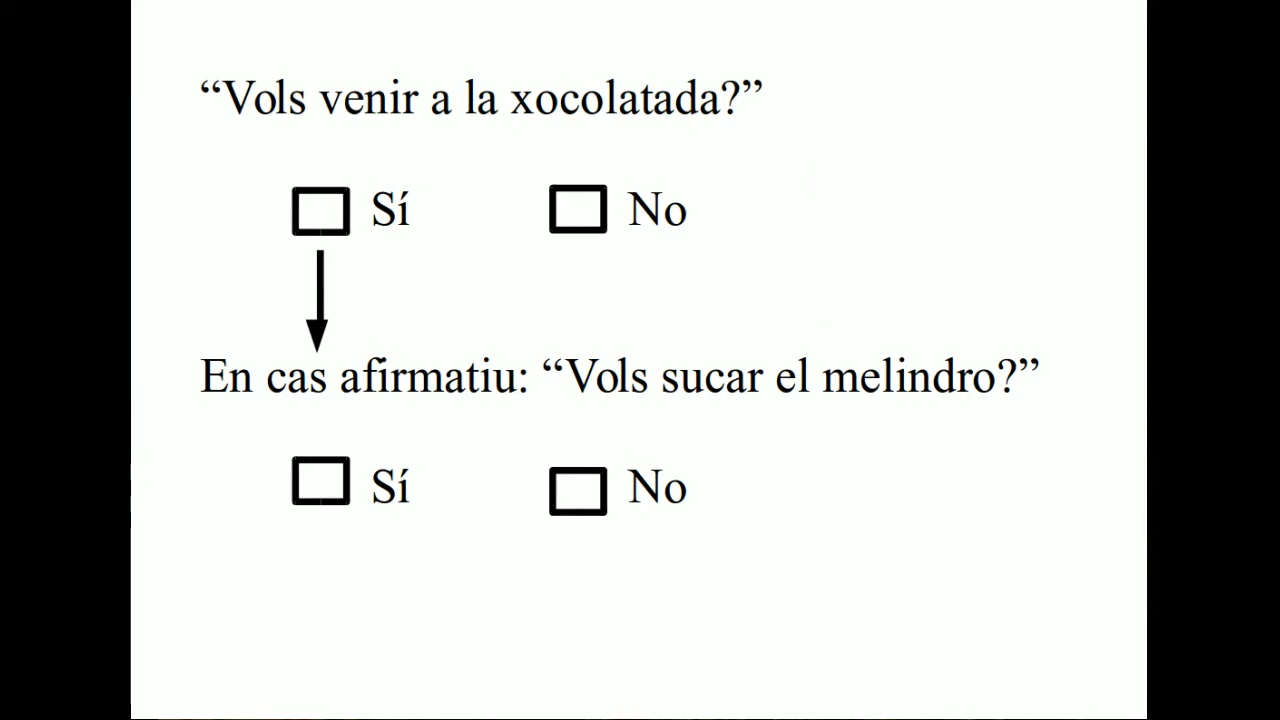 “Vols venir a la xocolatada?”
Sí No
En cas afirmatiu: “Vols sucar el melindro?”
Sí No